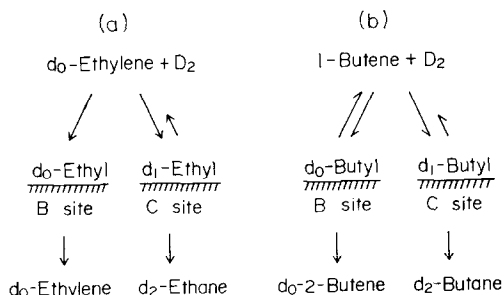 (a)
d₀-Ethylene + D₂
d₀-Ethyl d₁-Ethyl
B site C site
d₀-Ethylene d₂-Ethane
(b)
1-Butene + D₂
d₀-Butyl d₁-Butyl
B site C site
d₀-2-Butene d₂-Butane